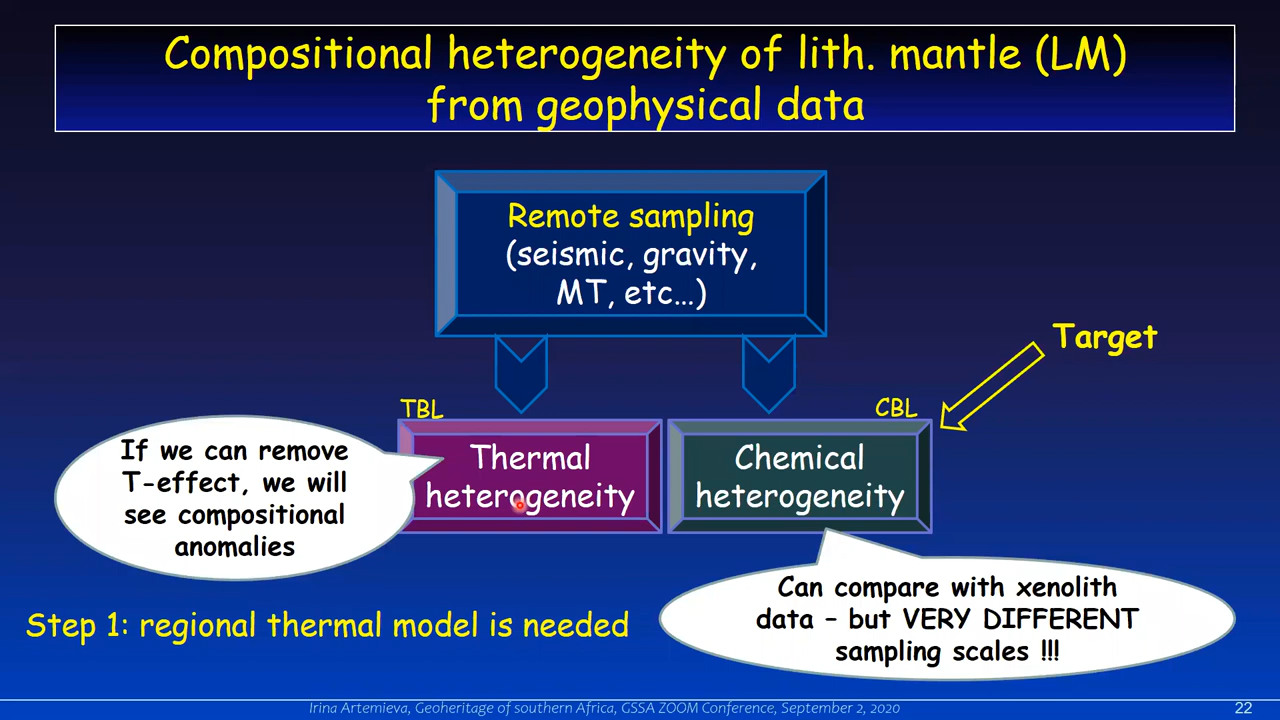 Compositional heterogeneity of lith. mantle (LM)
from geophysical data
Remote sampling
(seismic, gravity,
MT, etc...)
Target
TBL
CBL
If we can remove
T-effect, we will
see compositional
anomalies
Thermal
heterogeneity
Chemical
heterogeneity
Can compare with xenolith
data – but VERY DIFFERENT
sampling scales !!!
Step 1: regional thermal model is needed
Irina Artemieva, Geoheritage of southern Africa, GSSA ZOOM Conference, September 2, 2020
22